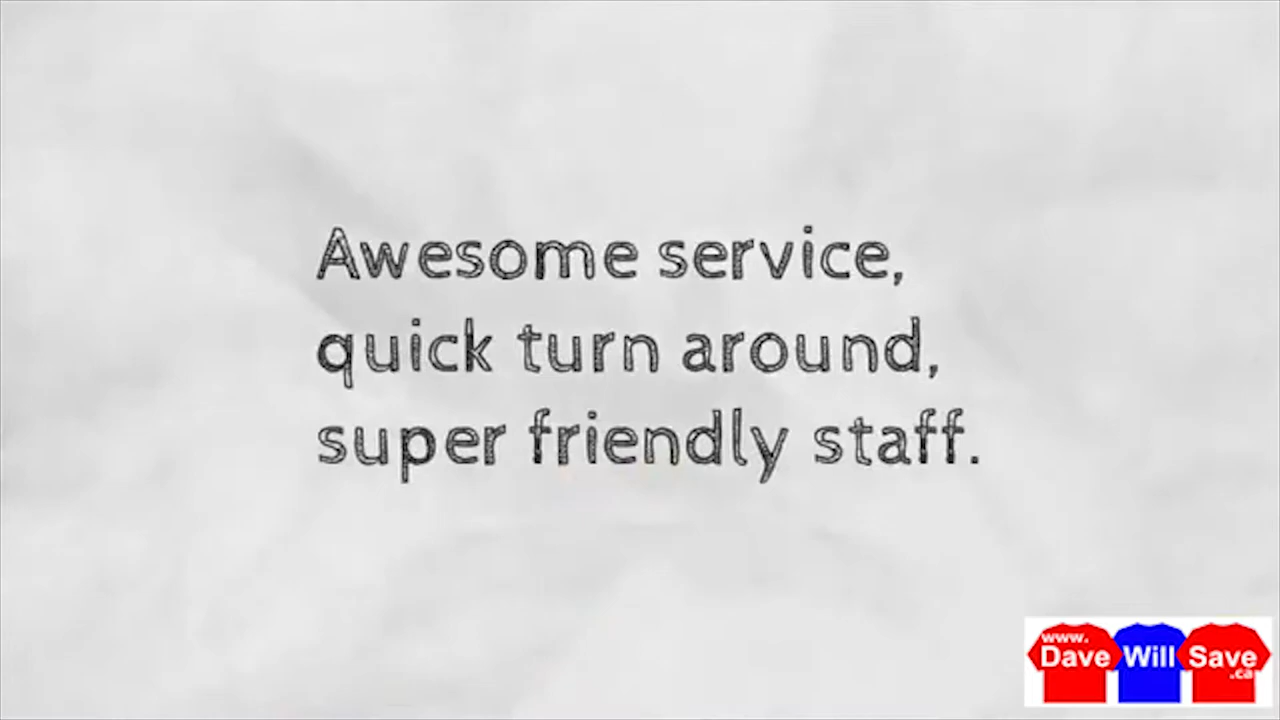 Awesome service,
quick turn around,
super friendly staff.
www.
Dave Will Save
.ca